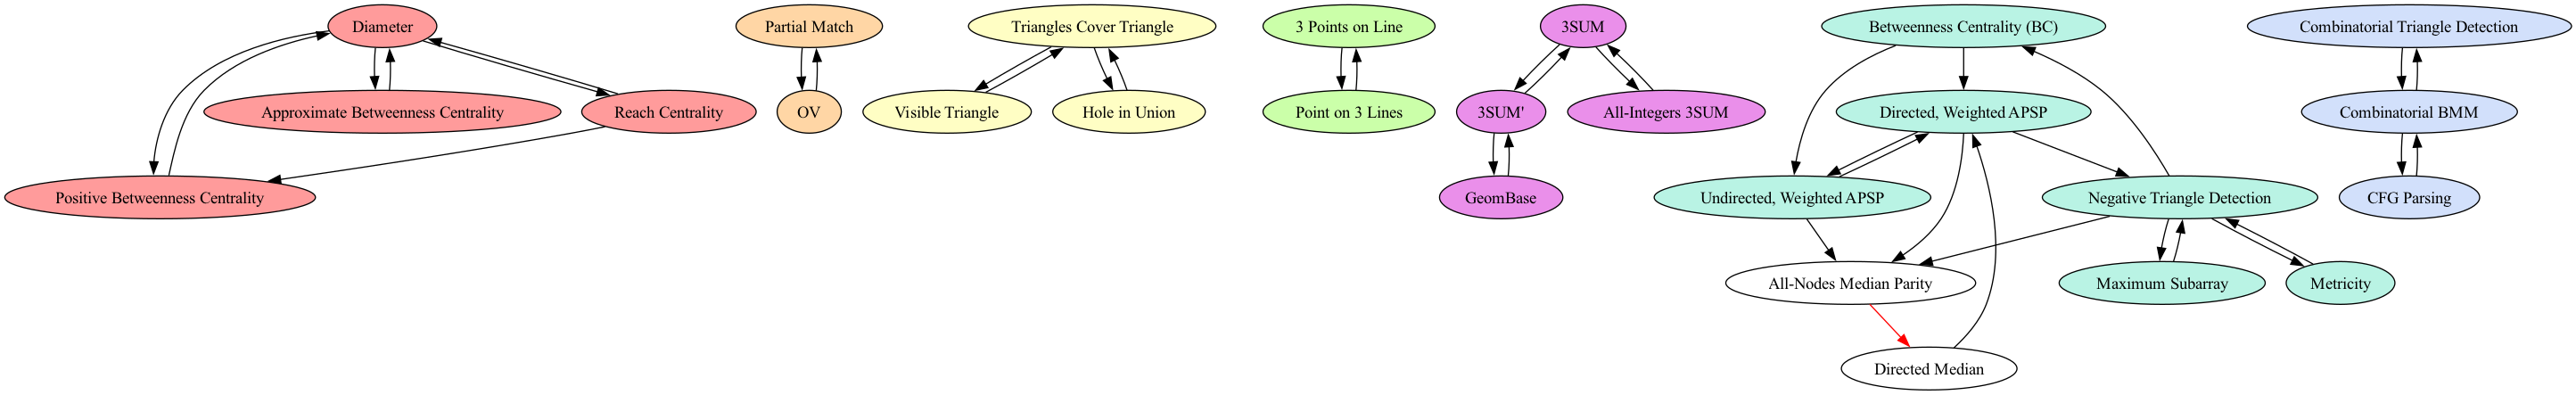 Diameter
Partial Match
Triangles Cover Triangle
3 Points on Line
3SUM
Betweenness Centrality (BC)
Combinatorial Triangle Detection
Approximate Betweenness Centrality
Reach Centrality
OV
Visible Triangle
Hole in Union
Point on 3 Lines
3SUM'
All-Integers 3SUM
Directed, Weighted APSP
Combinatorial BMM
Positive Betweenness Centrality
GeomBase
Undirected, Weighted APSP
Negative Triangle Detection
CFG Parsing
All-Nodes Median Parity
Maximum Subarray
Metricity
Directed Median